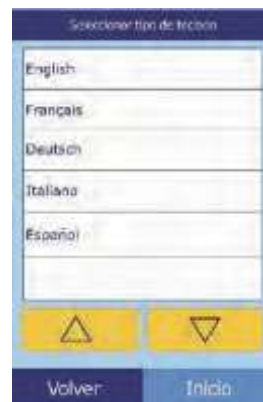 Seleccionar tipo de teclado
English
Français
Deutsch
Italiano
Español
Volver
Inicio